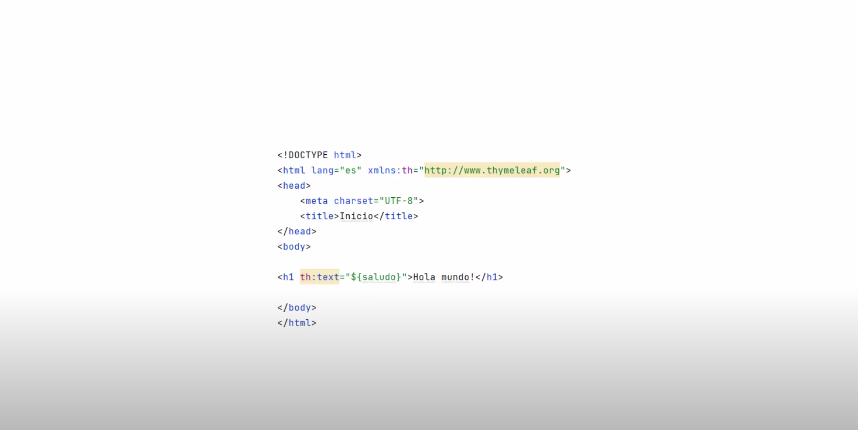 <!DOCTYPE html>
<html lang="es" xmlns:th="http://www.thymeleaf.org">
<head>
    <meta charset="UTF-8">
    <title>Inicio</title>
</head>
<body>
<h1 th:text="${saludo}">Hola mundo!</h1>
</body>
</html>